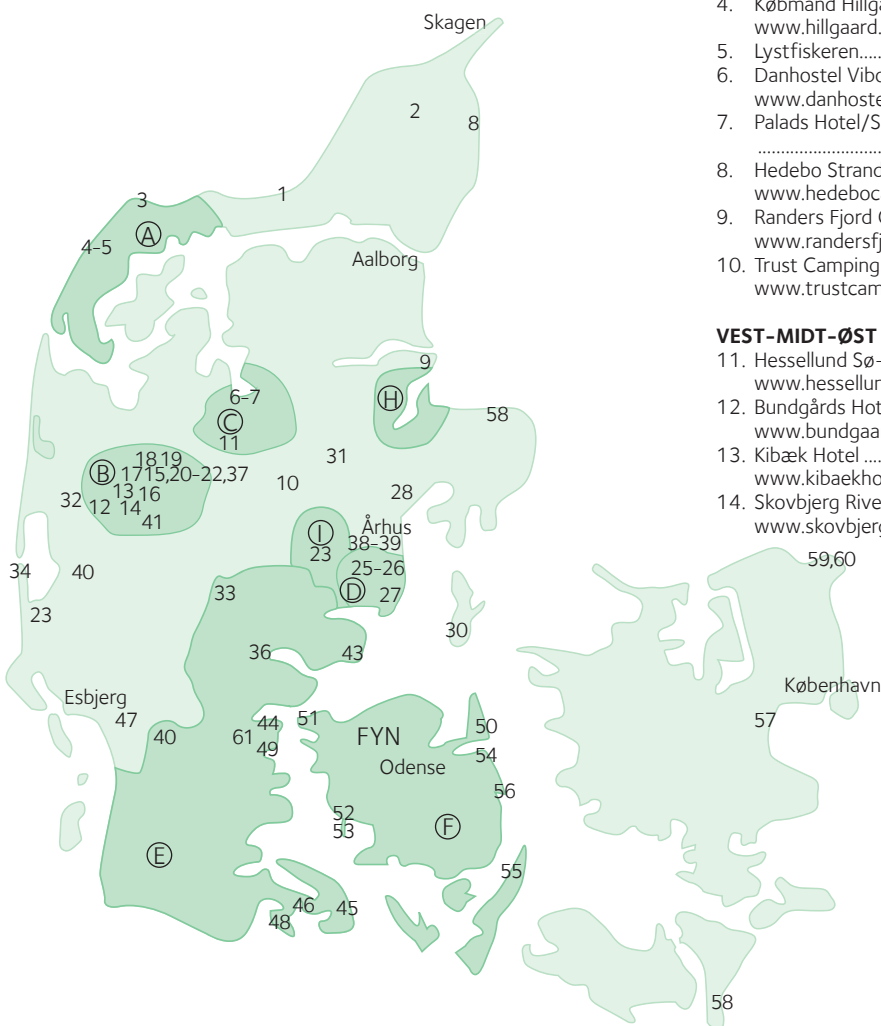 Skagen
2
8
3
1
A
4-5
Aalborg
9
6-7
H
C
58
11
31
18 19
B
17 15,20-22,37
10
13 16
28
32
12 14
41
Århus
I
38-39
23
59,60
34
40
25-26
33
D
27
23
30
36
43
København
Esbjerg
47
44
51
50
57
40
61
FYN
49
54
Odense
56
52
53
F
E
55
46
45
48
58
4. Købmand Hillga
www.hillgaard.
5. Lystfiskeren.....
6. Danhostel Vibo
www.danhoste
7. Palads Hotel/S
............................
8. Hedebo Strand
www.hedeboc
9. Randers Fjord C
www.randersfj
10. Trust Camping
www.trustcam
VEST-MIDT-ØST
11. Hessellund Sø-
www.hessellun
12. Bundgårds Hot
www.bundgaa
13. Kibæk Hotel ....
www.kibaekho
14. Skovbjerg Rive
www.skovbjerg